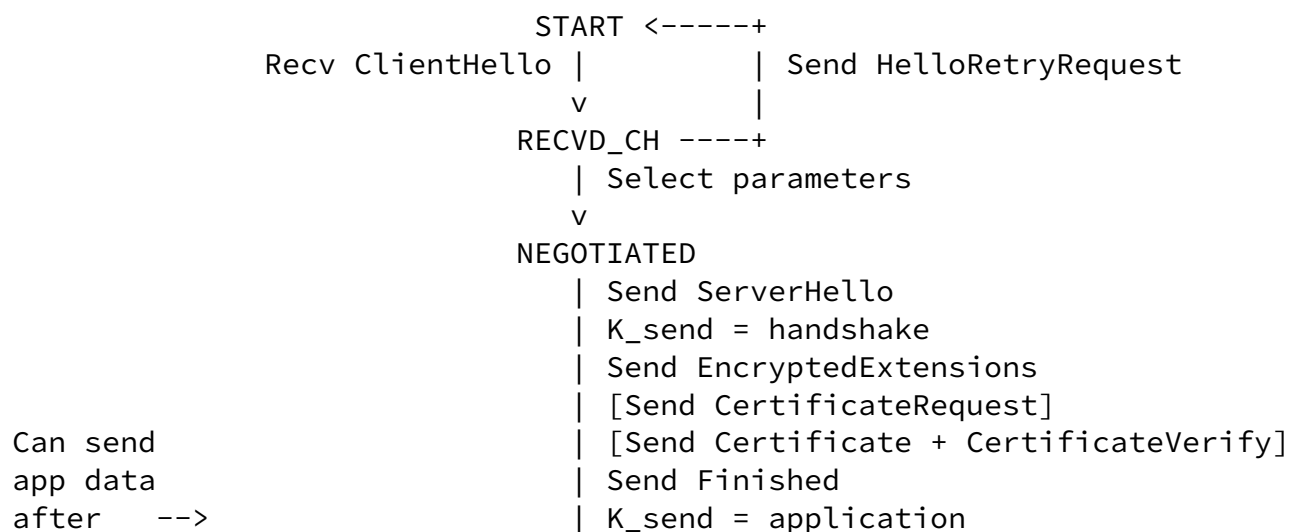 START <-----+
               Recv ClientHello |         | Send HelloRetryRequest
                                v         |
                             RECVD_CH ----+
                                | Select parameters
                                v
                             NEGOTIATED
                                | Send ServerHello
                                | K_send = handshake
                                | Send EncryptedExtensions
                                | [Send CertificateRequest]
 Can send                       | [Send Certificate + CertificateVerify]
 app data                       | Send Finished
 after   -->                    | K_send = application